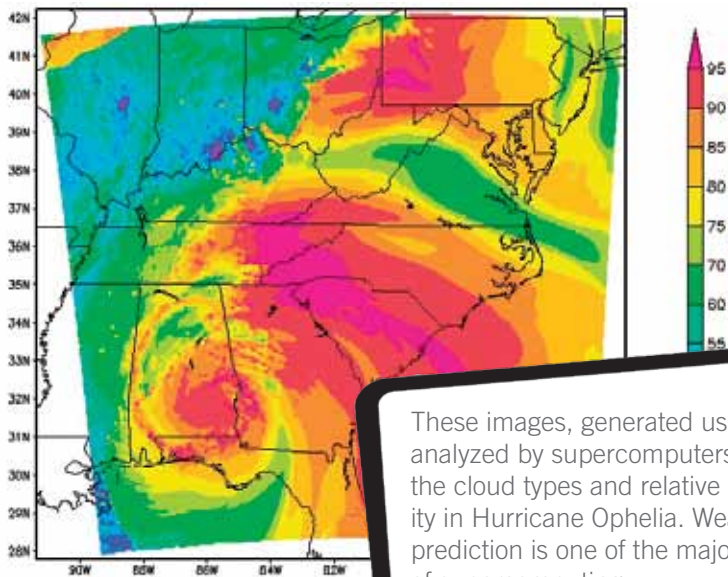 42N
41N
40N
39N
38N
37N
36N
35N
34N
33N
32N
31N
30N
29N
28N
90W
88W
86W
84W
82W
95
90
85
80
75
70
55
These images, generated us
analyzed by supercomputers
the cloud types and relative
ity in Hurricane Ophelia. We
prediction is one of the major